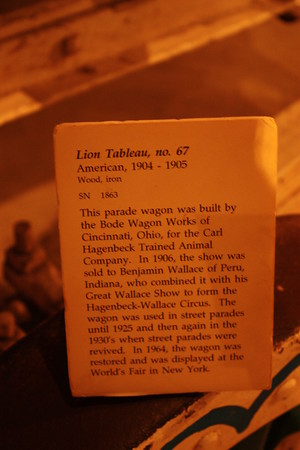 Lion Tableau, no. 67
American, 1904 - 1905
Wood, iron
SN 1863
This parade wagon was built by
the Bode Wagon Works of
Cincinnati, Ohio, for the Carl
Hagenbeck Trained Animal
Company. In 1906, the show was
sold to Benjamin Wallace of Peru,
Indiana, who combined it with his
Great Wallace Show to form the
Hagenbeck-Wallace Circus. The
wagon was used in street parades
until 1925 and then again in the
1930's when street parades were
revived. In 1964, the wagon was
restored and was displayed at the
World's Fair in New York.